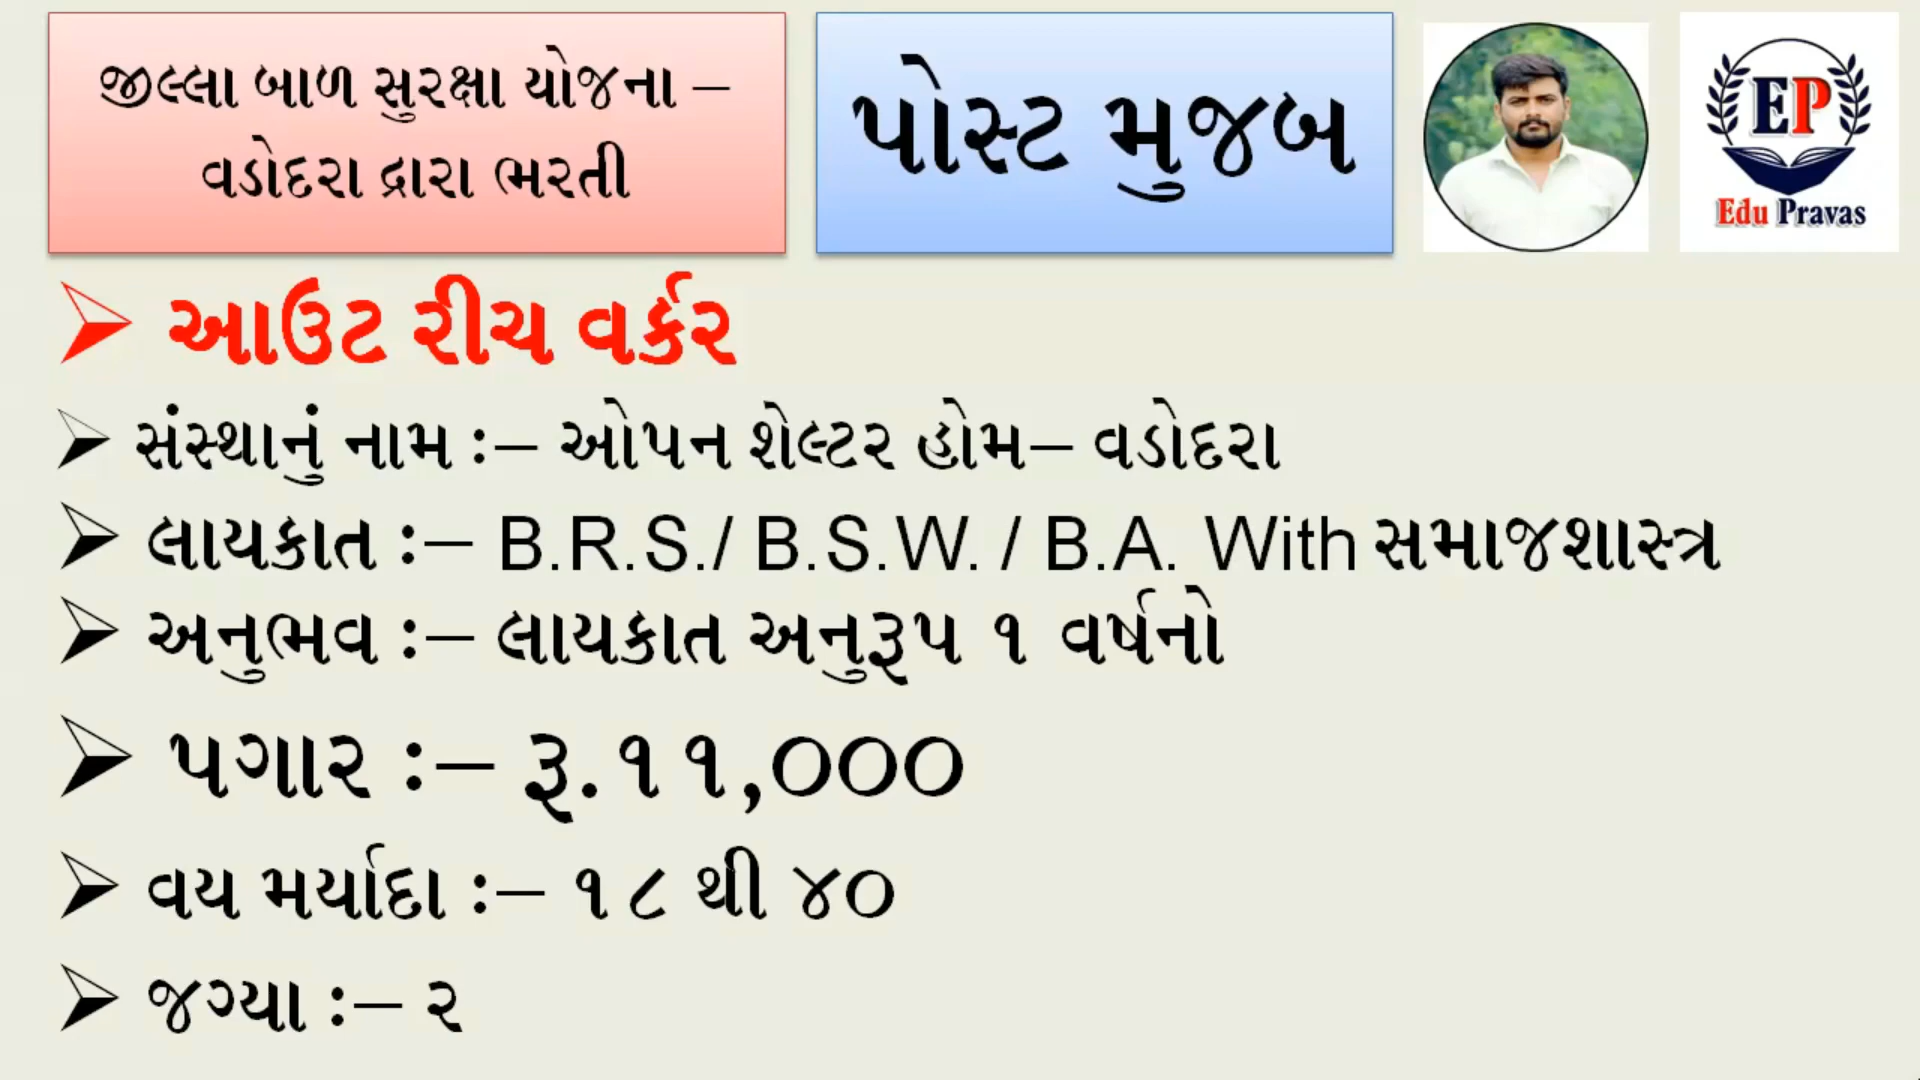 જીલ્લા બાળ સુરક્ષા યોજના –
વડોદરા દ્રારા ભરતી
પોસ્ટ મુજબ
EP
Edu Pravas
આઉટ રીચ વર્કર
સંસ્થાનું નામ :– ઓપન શેલ્ટર હોમ– વડોદરા
લાયકાત :– B.R.S./ B.S.W. / B.A. With સમાજશાસ્ત્ર
અનુભવ :– લાયકાત અનુરૂપ ૧ વર્ષનો
પગાર :– રૂ.૧૧,૦૦૦
વય મર્યાદા :– ૧૮ થી ૪૦
જગ્યા :– ૨